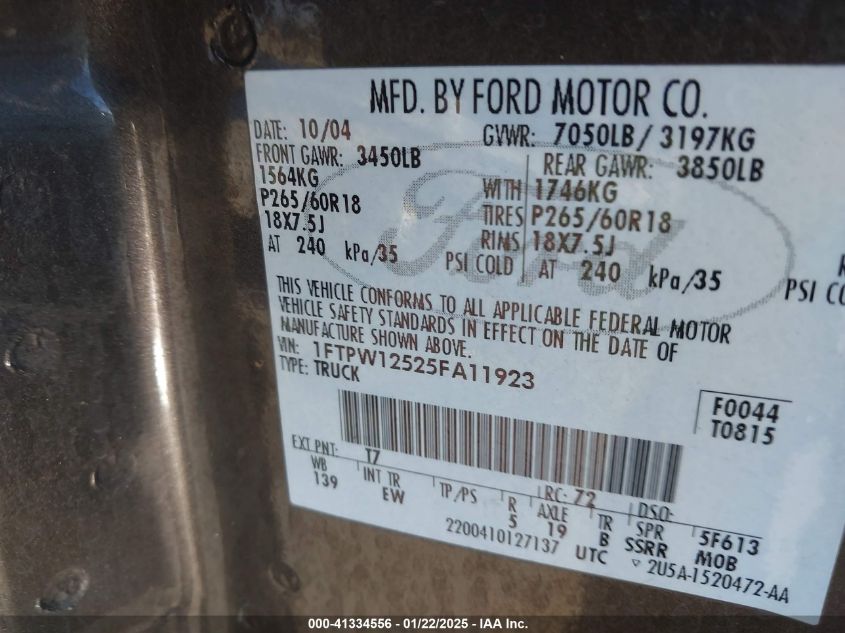 MFD. BY FORD MOTOR CO.
DATE: 10/04 GVWR: 7050LB/ 3197KG
FRONT GAWR: 3450LB REAR GAWR: 3850LB
1564KG WITH 1746KG
P265/60R18 TIRES P265/60R18
18X7.5J RIMS 18X7.5J
AT 240 kPa/35 PSI COLD AT 240 kPa/35 PSI CO
Ford
THIS VEHICLE CONFORMS TO ALL APPLICABLE FEDERAL MOTOR
VEHICLE SAFETY STANDARDS IN EFFECT ON THE DATE OF
MANUFACTURE SHOWN ABOVE.
VIN: 1FTPW12525FA11923
TYPE: TRUCK
F0044
T0815
EXT PNT: T7 RC: 72 DSO:
WB INT TR TP/PS R AXLE TR SPR 5F613
139 EW 5 19 B SSRR MOB
2200410127137 UTC ▽ 2U5A-1520472-AA
000-41334556 - 01/22/2025 - IAA Inc.